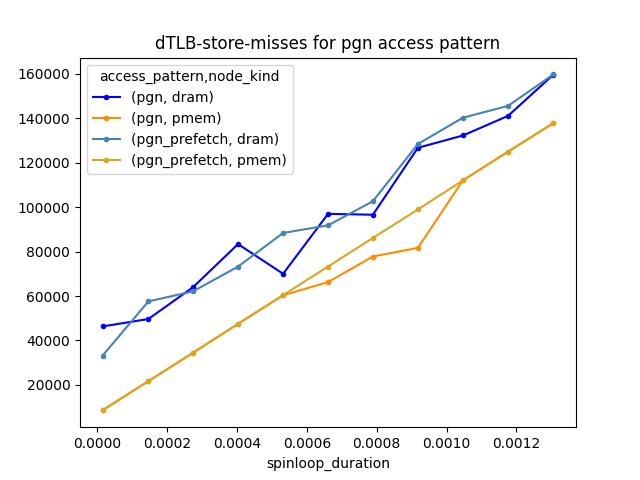 dTLB-store-misses for pgn access pattern
access_pattern,node_kind
(pgn, dram)
(pgn, pmem)
(pgn_prefetch, dram)
(pgn_prefetch, pmem)
160000
140000
120000
100000
80000
60000
40000
20000
0.0000 0.0002 0.0004 0.0006 0.0008 0.0010 0.0012
spinloop_duration